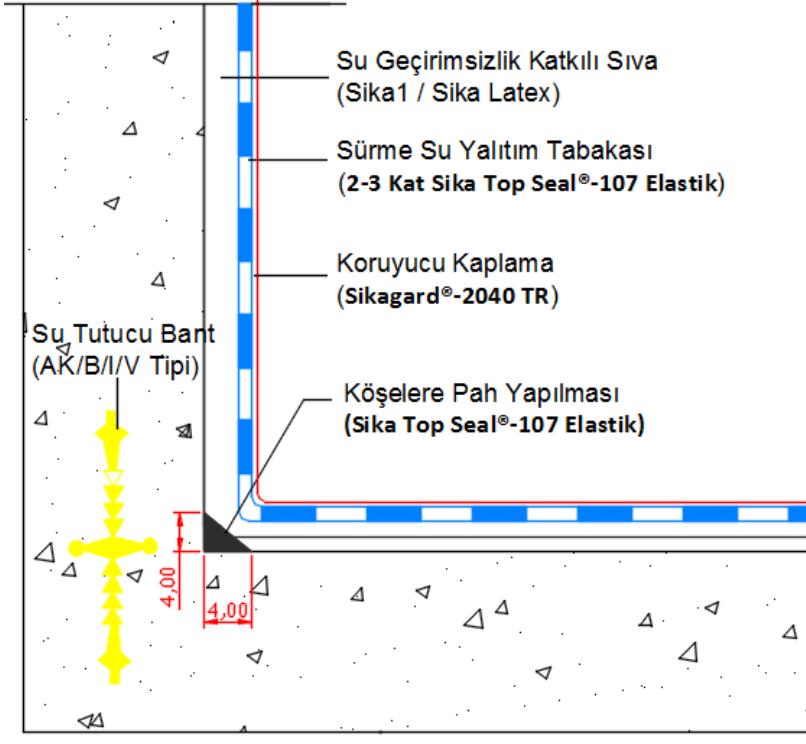 Su Geçirimsizlik Katkılı Sıva
(Sika1 / Sika Latex)
Sürme Su Yalıtım Tabakası
(2-3 Kat Sika Top Seal®-107 Elastik)
Koruyucu Kaplama
(Sikagard®-2040 TR)
Su Tutucu Bant
(AK/B/I/V Tipi)
Köşelere Pah Yapılması
(Sika Top Seal®-107 Elastik)
4,00
4,00